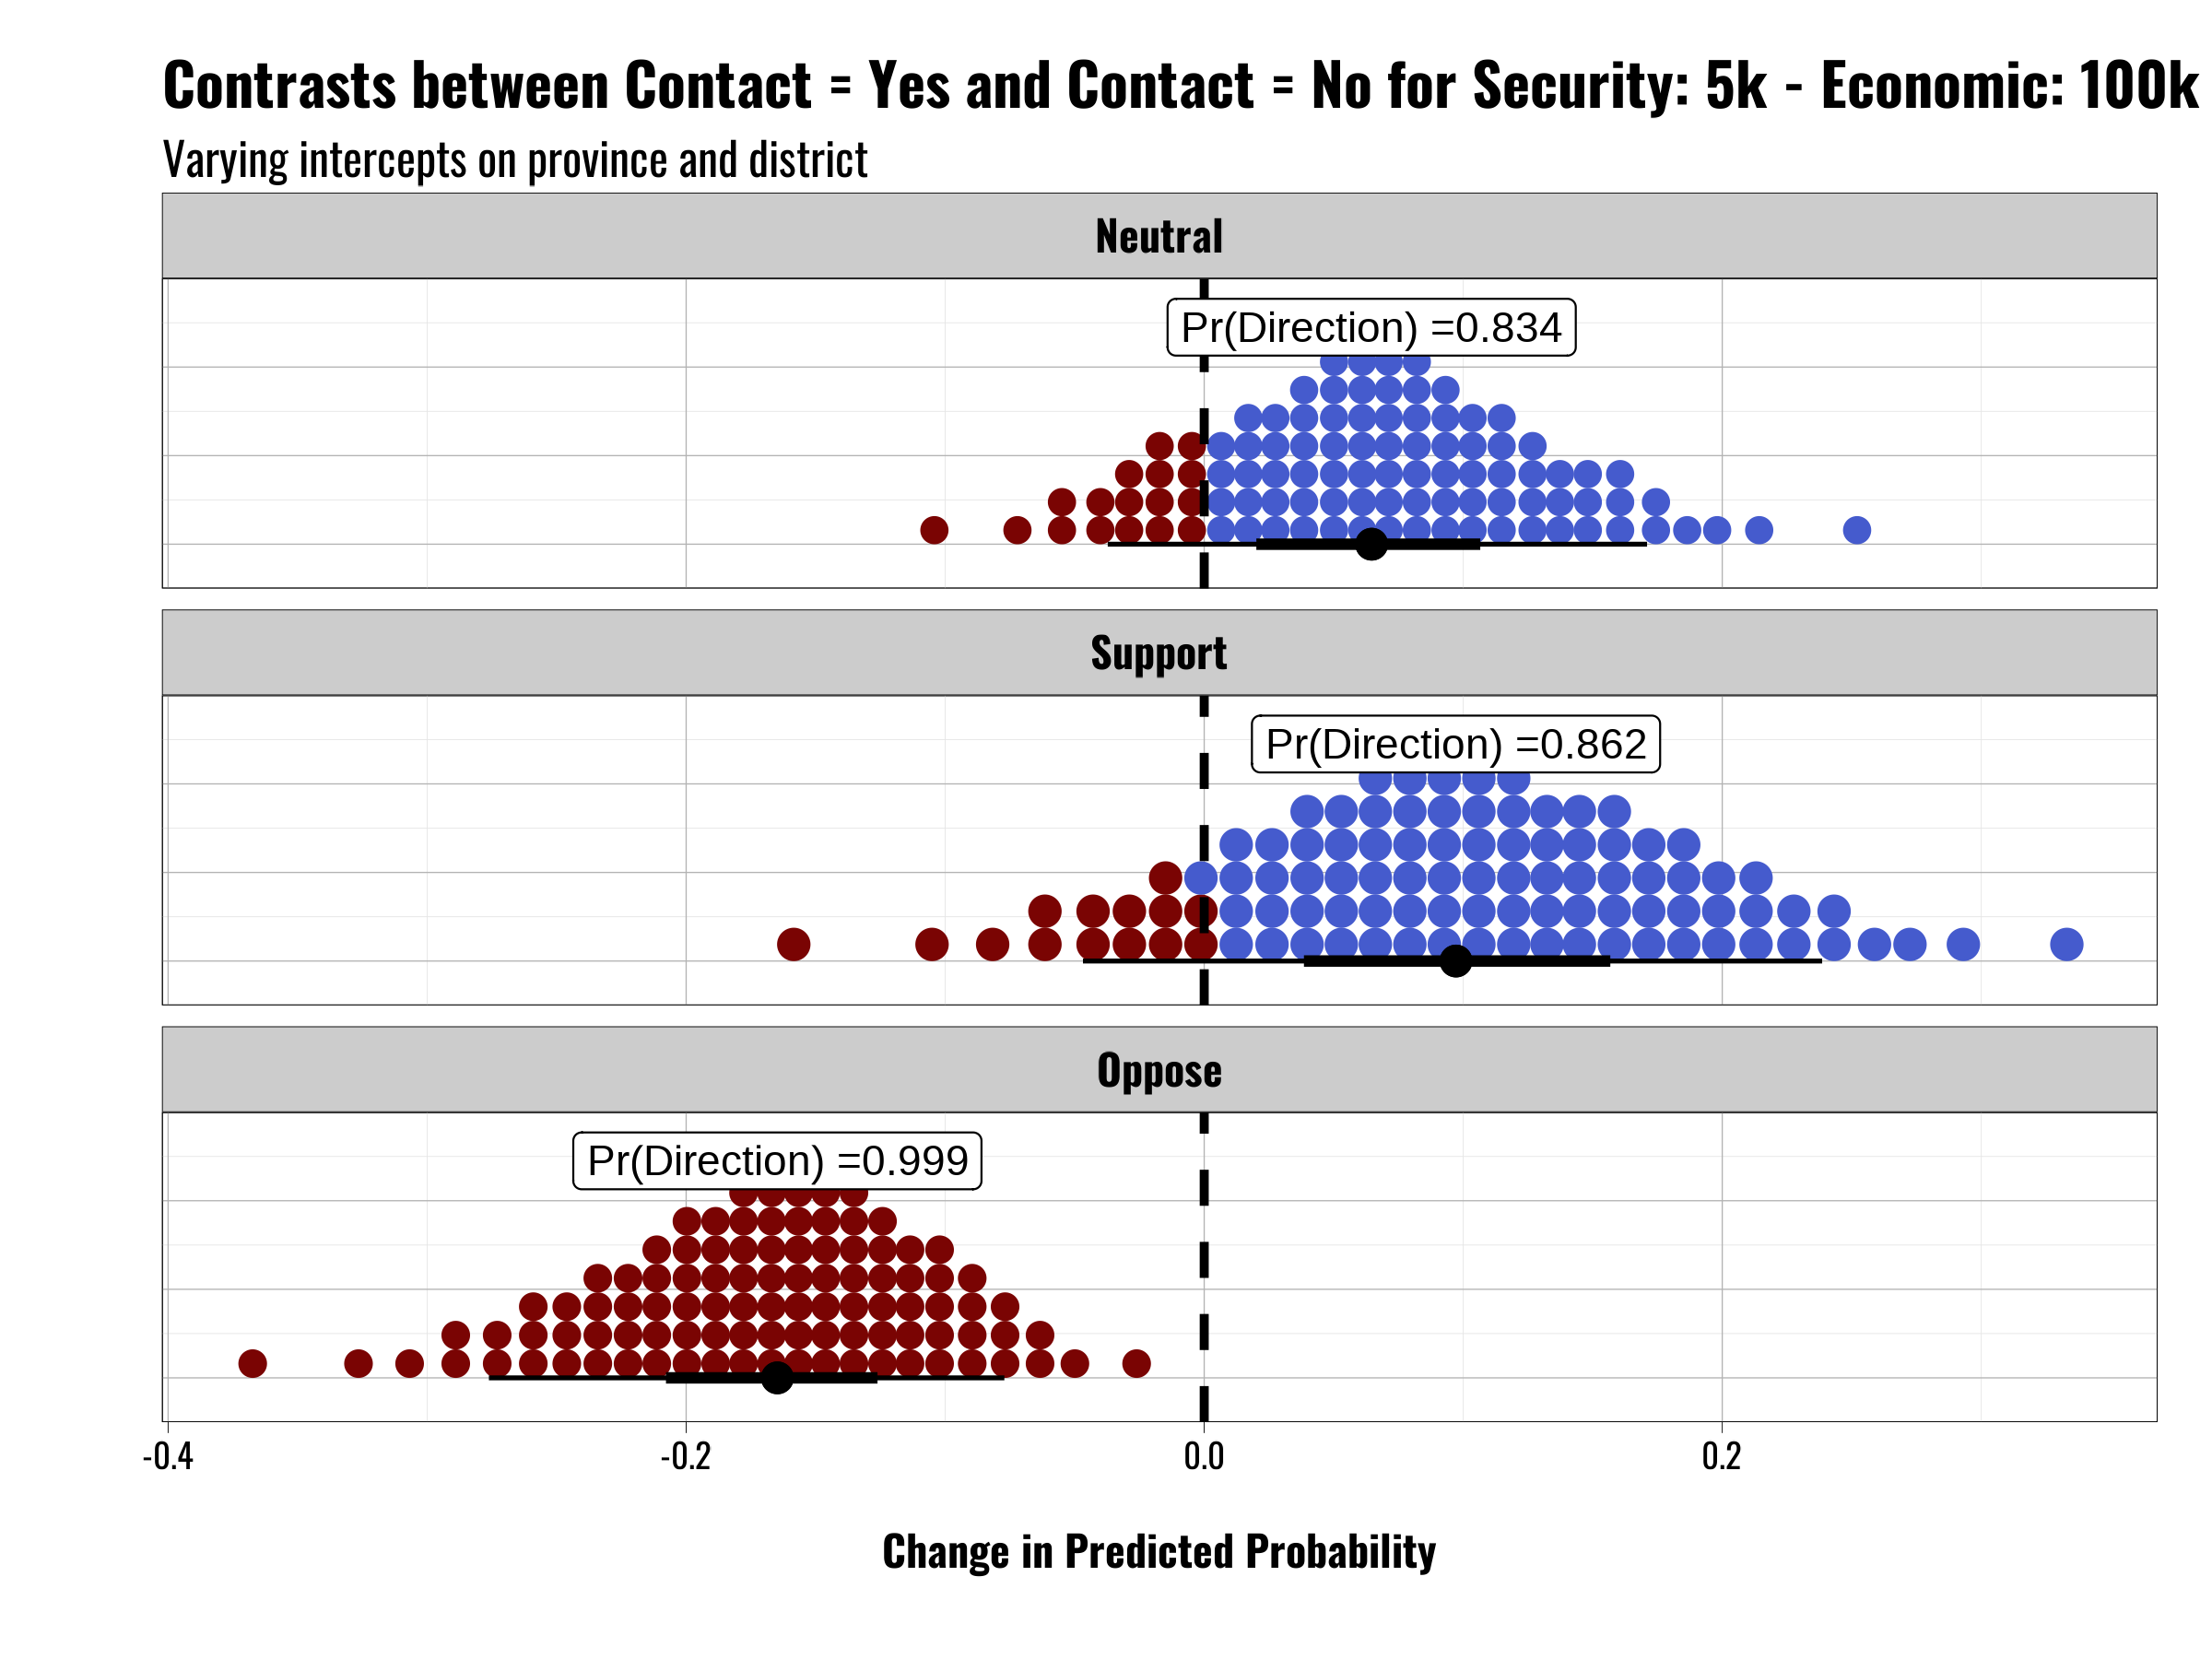 Contrasts between Contact = Yes and Contact = No for Security: 5k - Economic: 100k
Varying intercepts on province and district
Neutral
Pr(Direction) =0.834
Support
Pr(Direction) =0.862
Oppose
Pr(Direction) =0.999
-0.4 -0.2 0.0 0.2
Change in Predicted Probability